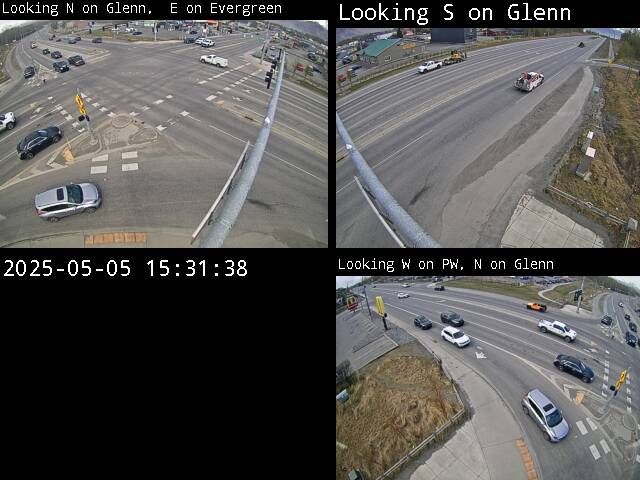 Looking N on Glenn, E on Evergreen
Looking S on Glenn
2025-05-05 15:31:38
Looking W on PW, N on Glenn